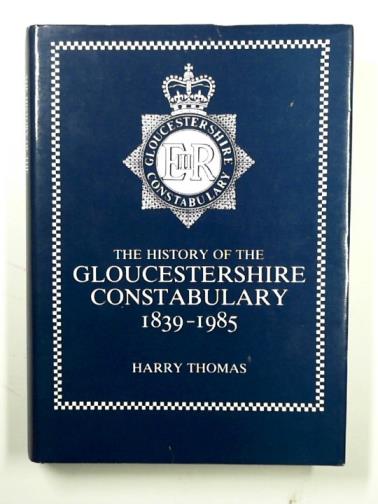 GLOUCESTERSHIRE
EIIR
CONSTABULARY
THE HISTORY OF THE
GLOUCESTERSHIRE
CONSTABULARY
1839-1985
HARRY THOMAS